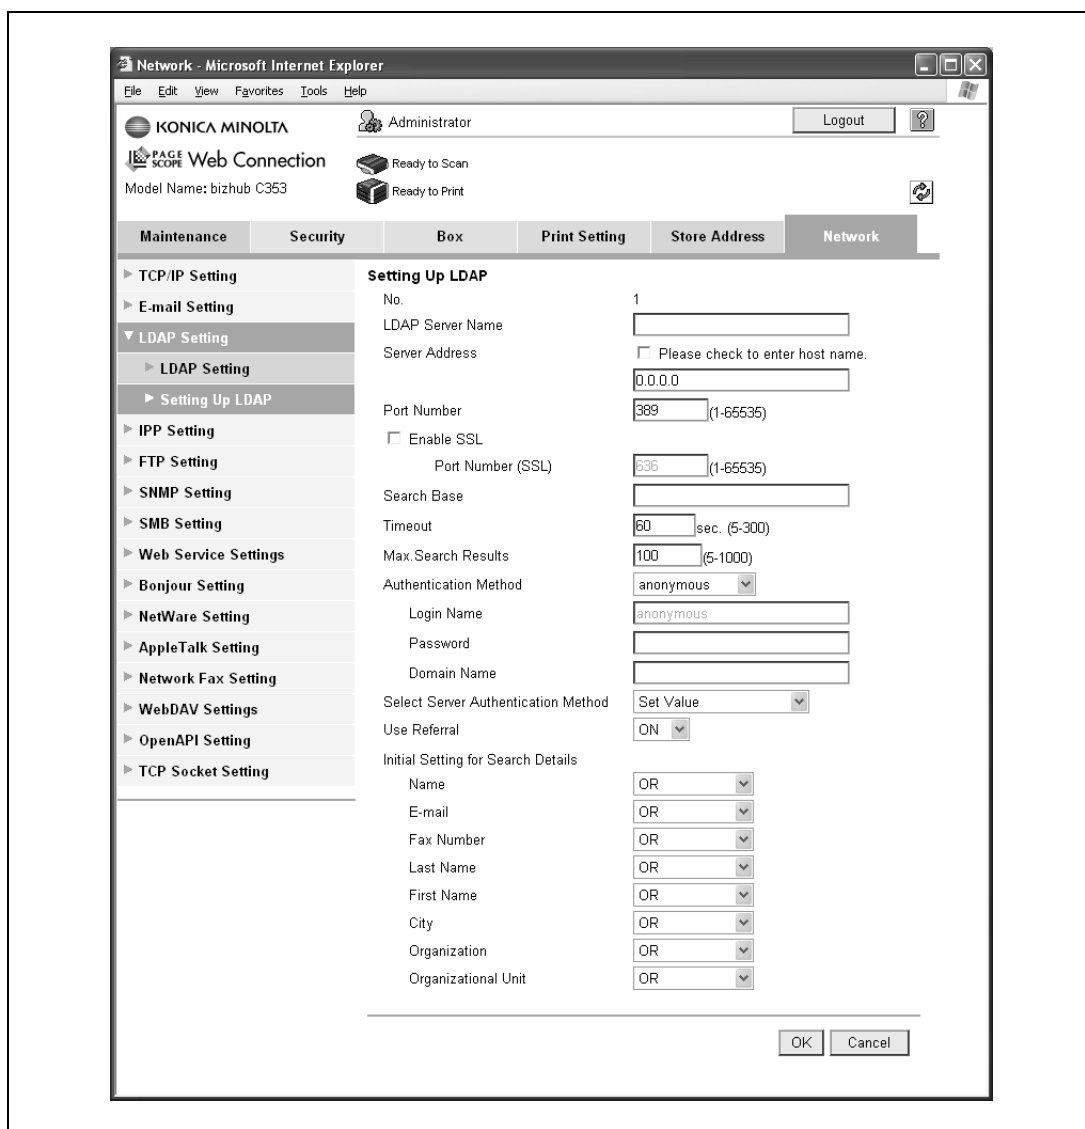 Network - Microsoft Internet Explorer
File Edit View Favorites Tools Help
KONICA MINOLTA
Administrator
Logout
?
PAGE SCOPE Web Connection
Ready to Scan
Model Name: bizhub C353
Ready to Print
Maintenance Security Box Print Setting Store Address Network
TCP/IP Setting
E-mail Setting
LDAP Setting
LDAP Setting
Setting Up LDAP
IPP Setting
FTP Setting
SNMP Setting
SMB Setting
Web Service Settings
Bonjour Setting
NetWare Setting
AppleTalk Setting
Network Fax Setting
WebDAV Settings
OpenAPI Setting
TCP Socket Setting
Setting Up LDAP
No. 1
LDAP Server Name
Server Address Please check to enter host name.
0.0.0.0
Port Number 389 (1-65535)
Enable SSL
Port Number (SSL) 636 (1-65535)
Search Base
Timeout 60 sec. (5-300)
Max.Search Results 100 (5-1000)
Authentication Method anonymous
Login Name anonymous
Password
Domain Name
Select Server Authentication Method Set Value
Use Referral ON
Initial Setting for Search Details
Name OR
E-mail OR
Fax Number OR
Last Name OR
First Name OR
City OR
Organization OR
Organizational Unit OR
OK Cancel